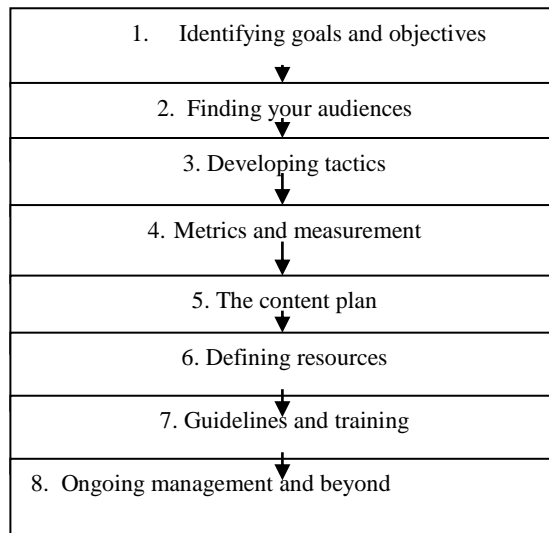 1. Identifying goals and objectives
2. Finding your audiences
3. Developing tactics
4. Metrics and measurement
5. The content plan
6. Defining resources
7. Guidelines and training
8. Ongoing management and beyond